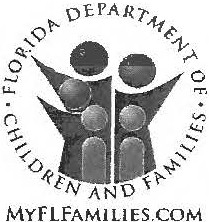 • FLORIDA DEPARTMENT OF •
CHILDREN AND FAMILIES
MYFLFAMILIES.COM